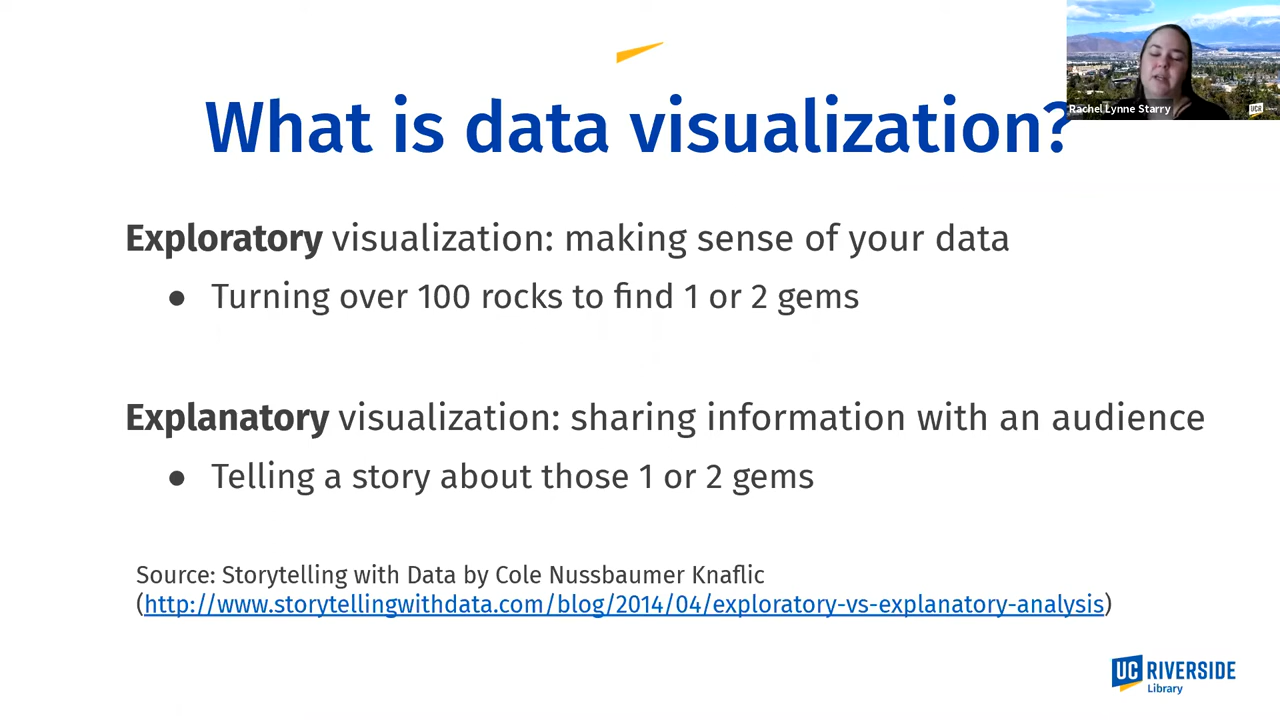 What is data visualization?
Rachel Lynne Starry
UCR
Exploratory visualization: making sense of your data
● Turning over 100 rocks to find 1 or 2 gems
Explanatory visualization: sharing information with an audience
● Telling a story about those 1 or 2 gems
Source: Storytelling with Data by Cole Nussbaumer Knaflic
(http://www.storytellingwithdata.com/blog/2014/04/exploratory-vs-explanatory-analysis)
UC RIVERSIDE
Library